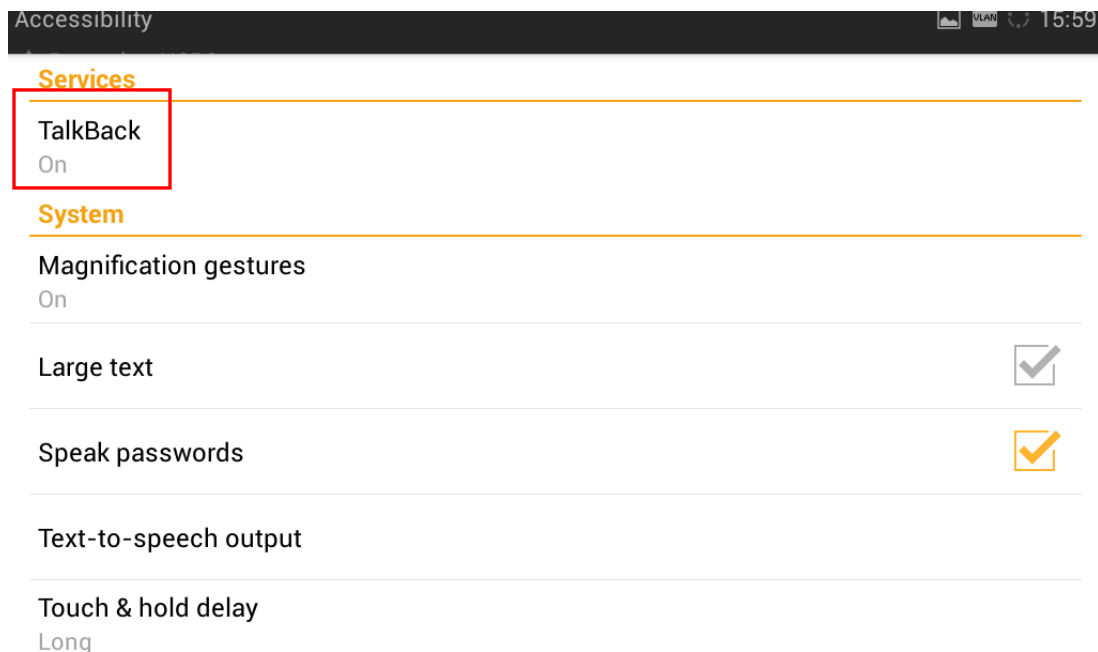 Accessibility
VLAN 15:59
Services
TalkBack
On
System
Magnification gestures
On
Large text
Speak passwords
Text-to-speech output
Touch & hold delay
Long